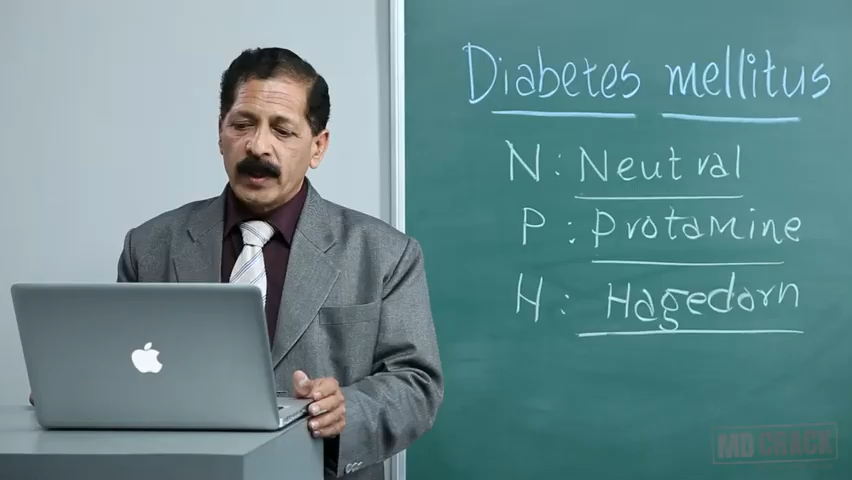 Diabetes mellitus
N : Neutral
P : Protamine
H : Hagedorn
MD CRACK